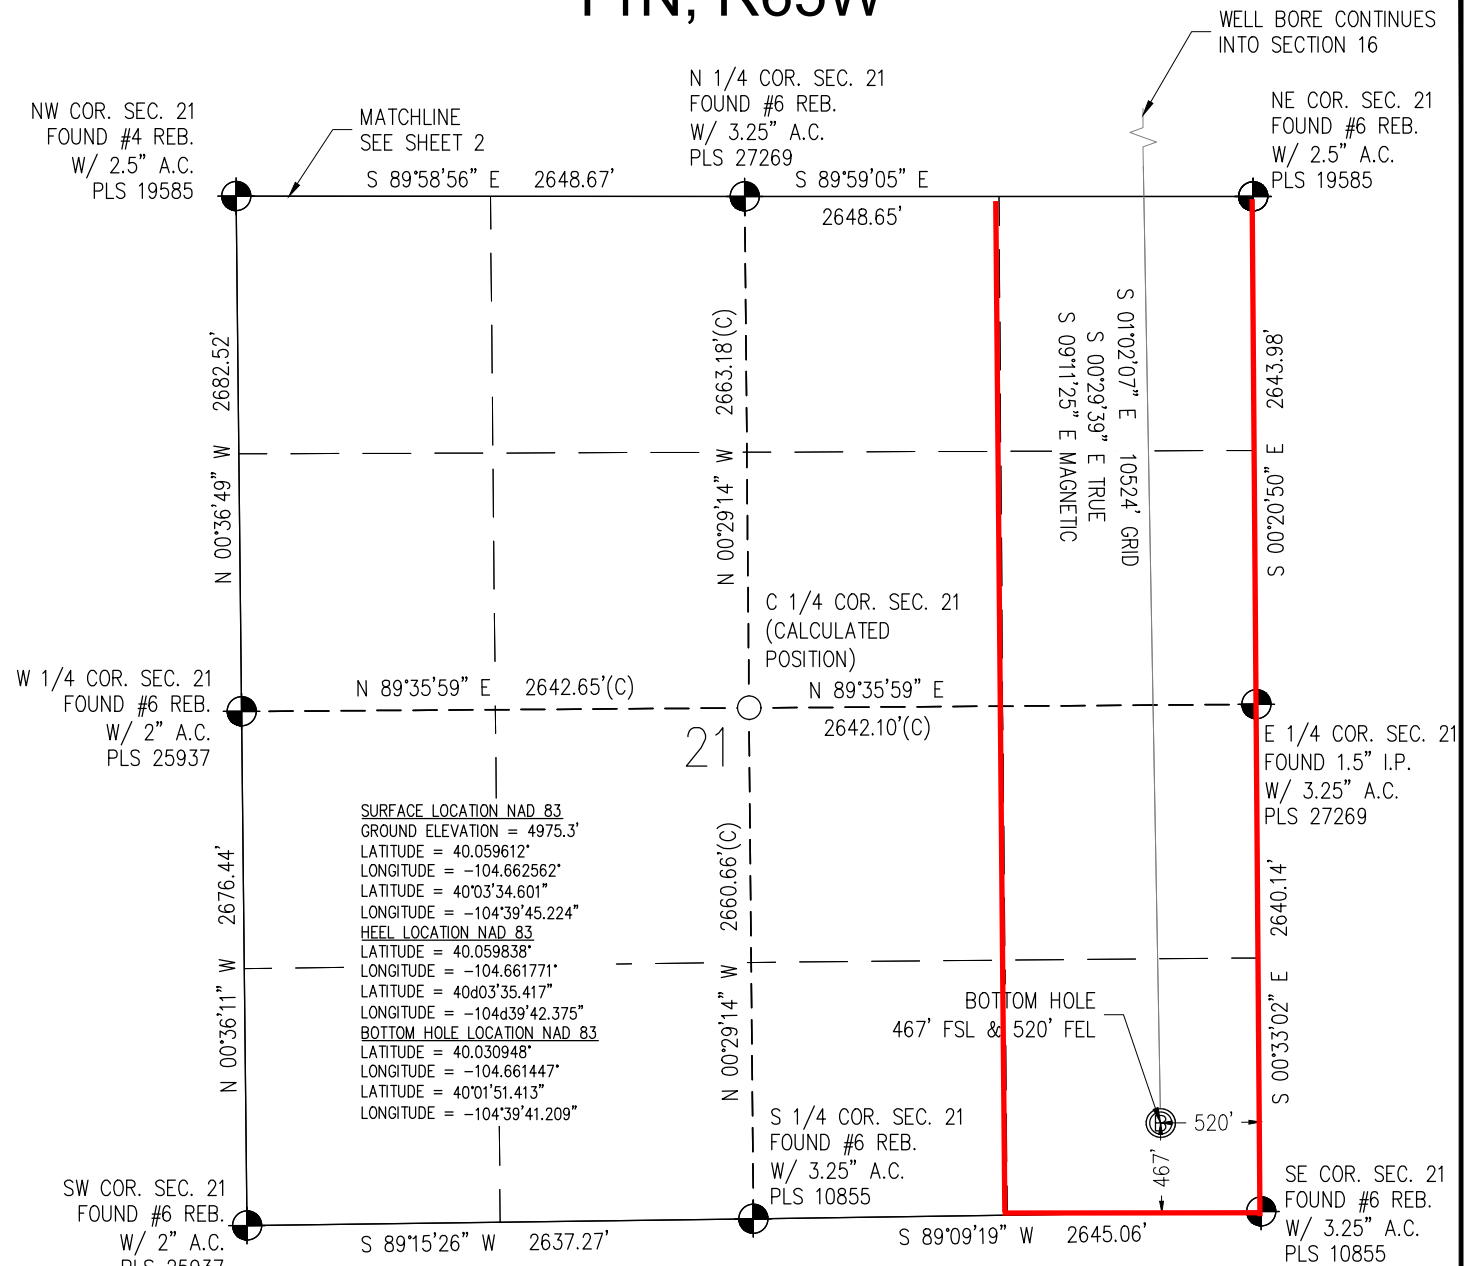 T1N, R65W
WELL BORE CONTINUES
INTO SECTION 16
NW COR. SEC. 21
FOUND #4 REB.
W/ 2.5" A.C.
PLS 19585
MATCHLINE
SEE SHEET 2
N 1/4 COR. SEC. 21
FOUND #6 REB.
W/ 3.25" A.C.
PLS 27269
NE COR. SEC. 21
FOUND #6 REB.
W/ 2.5" A.C.
PLS 19585
S 89°58'56" E 2648.67'
S 89°59'05" E
2648.65'
N 00°36'49" W 2682.52'
N 00°29'14" W 2663.18'(C)
S 01°02'07" E 10524' GRID
S 00°29'39" E TRUE
S 09°11'25" E MAGNETIC
S 00°20'50" E 2643.98'
C 1/4 COR. SEC. 21
(CALCULATED
POSITION)
W 1/4 COR. SEC. 21
FOUND #6 REB.
W/ 2" A.C.
PLS 25937
N 89°35'59" E 2642.65'(C)
N 89°35'59" E
2642.10'(C)
21
E 1/4 COR. SEC. 21
FOUND 1.5" I.P.
W/ 3.25" A.C.
PLS 27269
SURFACE LOCATION NAD 83
GROUND ELEVATION = 4975.3'
LATITUDE = 40.059612°
LONGITUDE = -104.662562°
LATITUDE = 40°03'34.601"
LONGITUDE = -104°39'45.224"
HEEL LOCATION NAD 83
LATITUDE = 40.059838°
LONGITUDE = -104.661771°
LATITUDE = 40d03'35.417"
LONGITUDE = -104d39'42.375"
BOTTOM HOLE LOCATION NAD 83
LATITUDE = 40.030948°
LONGITUDE = -104.661447°
LATITUDE = 40°01'51.413"
LONGITUDE = -104°39'41.209"
N 00°36'11" W 2676.44'
N 00°29'14" W 2660.66'(C)
S 00°33'02" E 2640.14'
BOTTOM HOLE
467' FSL & 520' FEL
B
520'
467'
S 1/4 COR. SEC. 21
FOUND #6 REB.
W/ 3.25" A.C.
PLS 10855
SE COR. SEC. 21
FOUND #6 REB.
W/ 3.25" A.C.
PLS 10855
SW COR. SEC. 21
FOUND #6 REB.
W/ 2" A.C.
PLS 25937
S 89°15'26" W 2637.27'
S 89°09'19" W 2645.06'